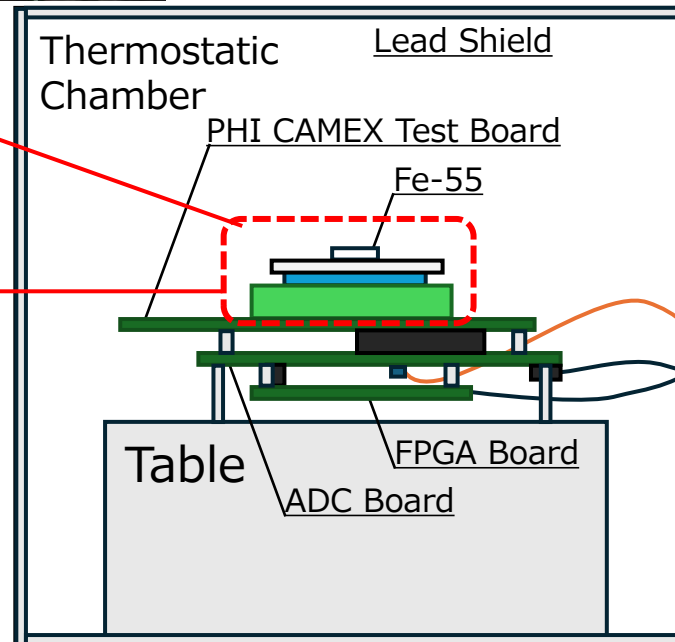 Thermostatic
Chamber
Lead Shield
PHI CAMEX Test Board
Fe-55
FPGA Board
Table
ADC Board